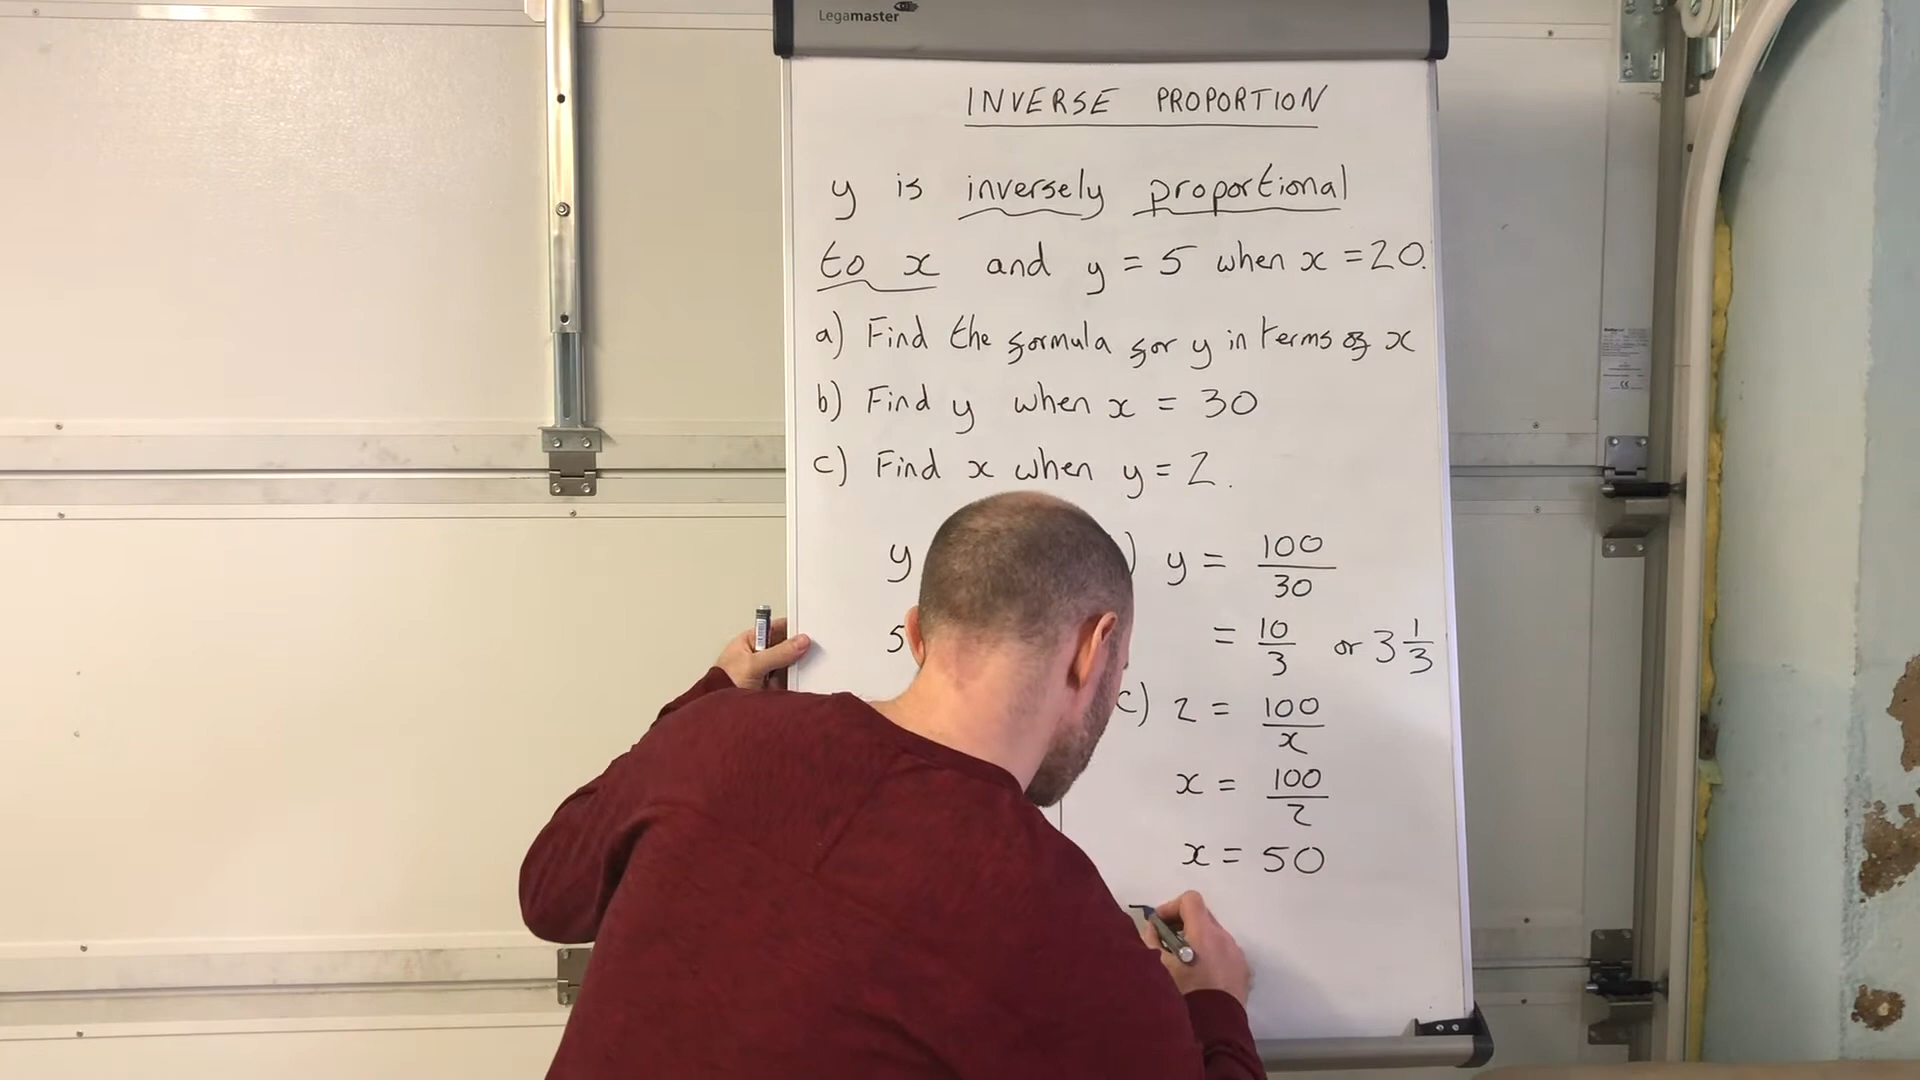 Legamaster
INVERSE PROPORTION
y is inversely proportional
to x and y = 5 when x = 20.
a) Find the formula for y in terms of x
b) Find y when x = 30
c) Find x when y = 2.
y
) y = 100/30
5
= 10/3 or 3 1/3
c) 2 = 100/x
x = 100/2
x = 50